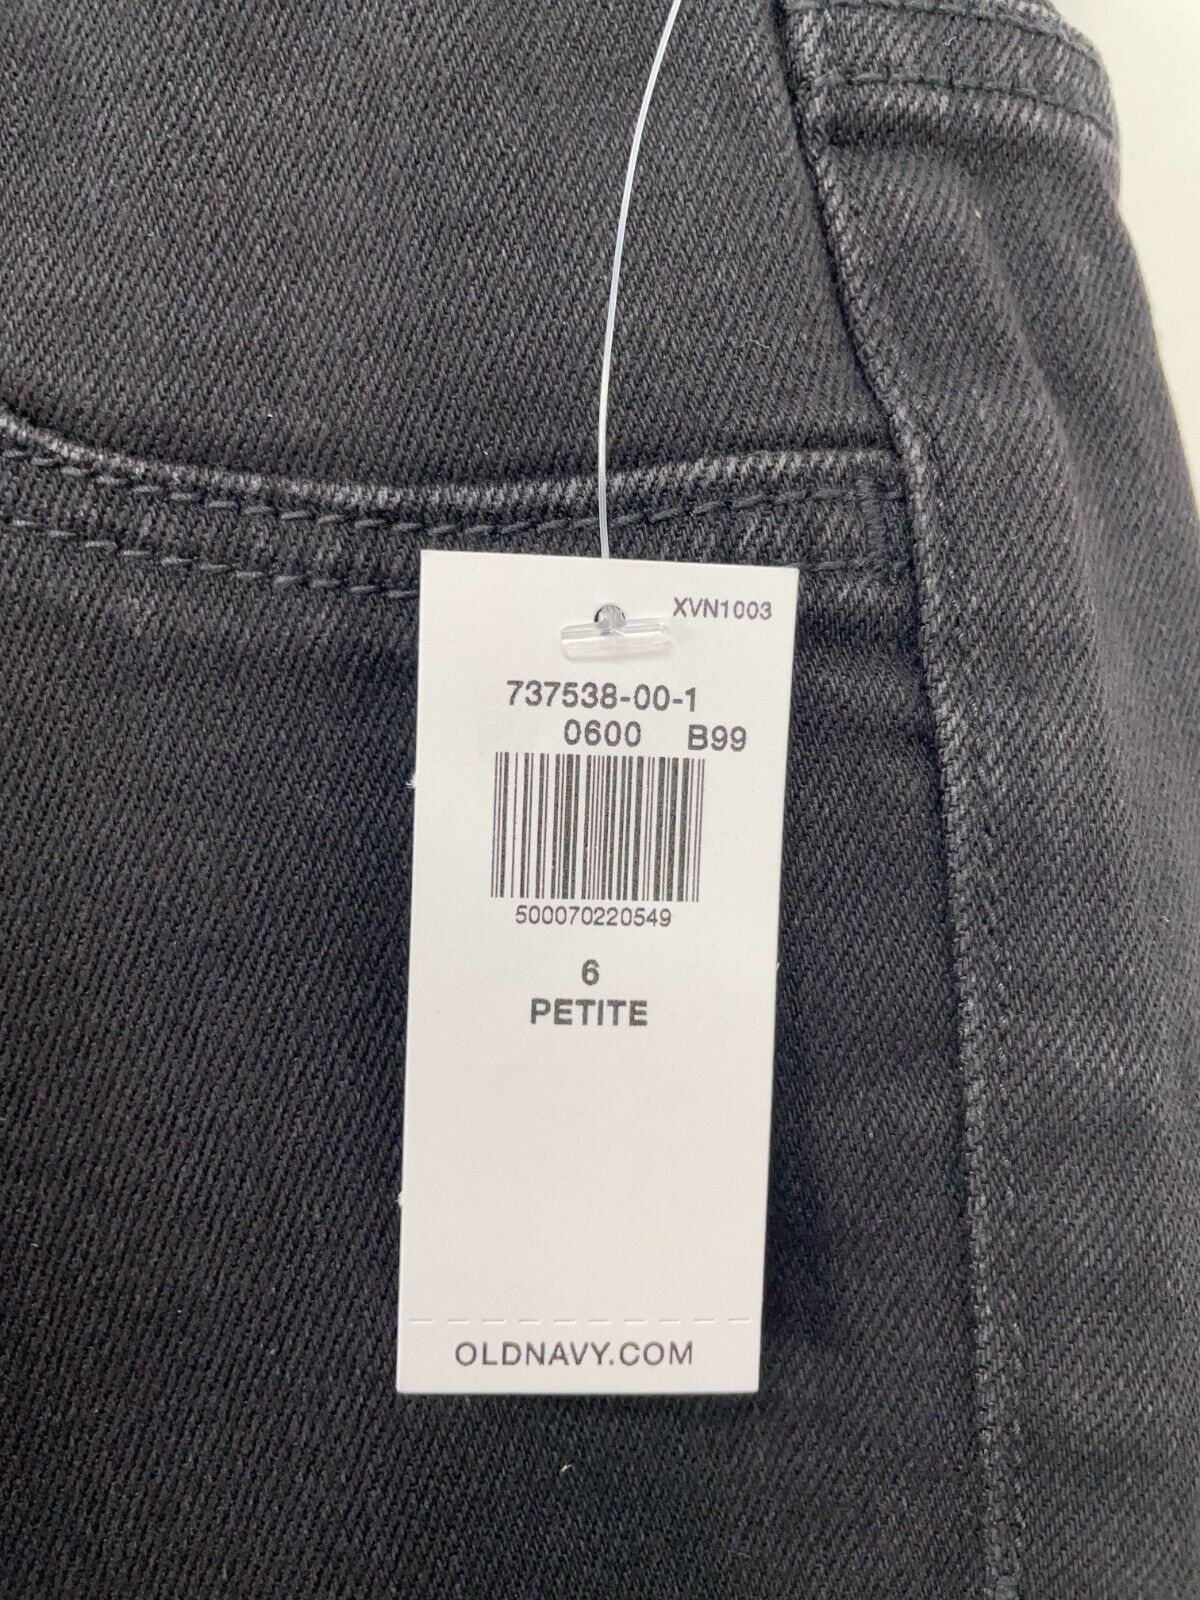 XVN1003
737538-00-1
0600 B99
500070220549
6
PETITE
OLDNAVY.COM